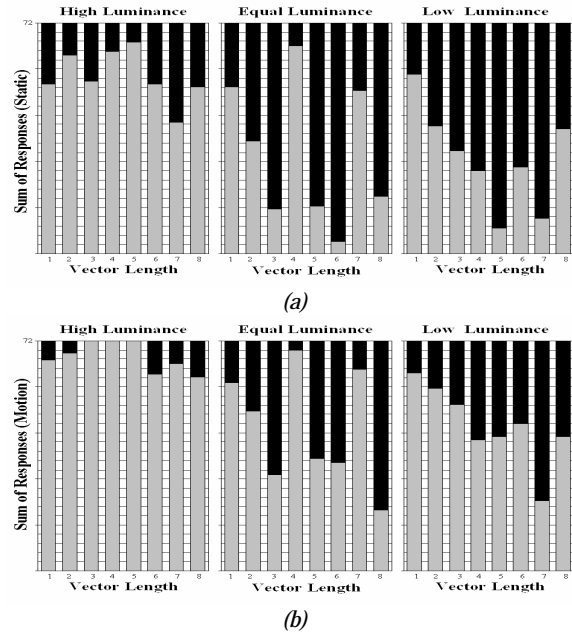 High Luminance Equal Luminance Low Luminance
72 72 72
Sum of Responses (Static)
1 2 3 4 5 6 7 8 1 2 3 4 5 6 7 8 1 2 3 4 5 6 7 8
Vector Length Vector Length Vector Length
(a)
High Luminance Equal Luminance Low Luminance
72
Sum of Responses (Motion)
1 2 3 4 5 6 7 8 1 2 3 4 5 6 7 8 1 2 3 4 5 6 7 8
Vector Length Vector Length Vector Length
(b)